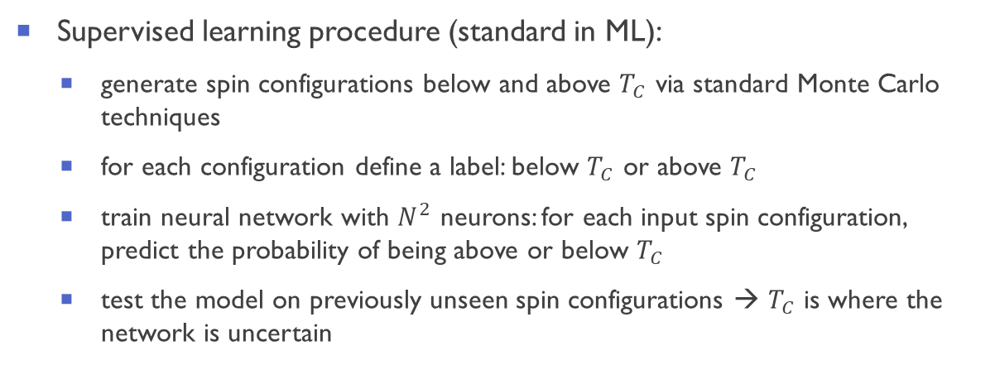 ▪ Supervised learning procedure (standard in ML):
▪ generate spin configurations below and above T_C via standard Monte Carlo
techniques
▪ for each configuration define a label: below T_C or above T_C
▪ train neural network with N² neurons: for each input spin configuration,
predict the probability of being above or below T_C
▪ test the model on previously unseen spin configurations → T_C is where the
network is uncertain